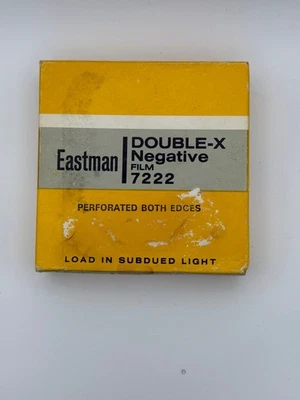 Eastman
DOUBLE-X
Negative
FILM
7222
PERFORATED BOTH EDGES
LOAD IN SUBDUED LIGHT